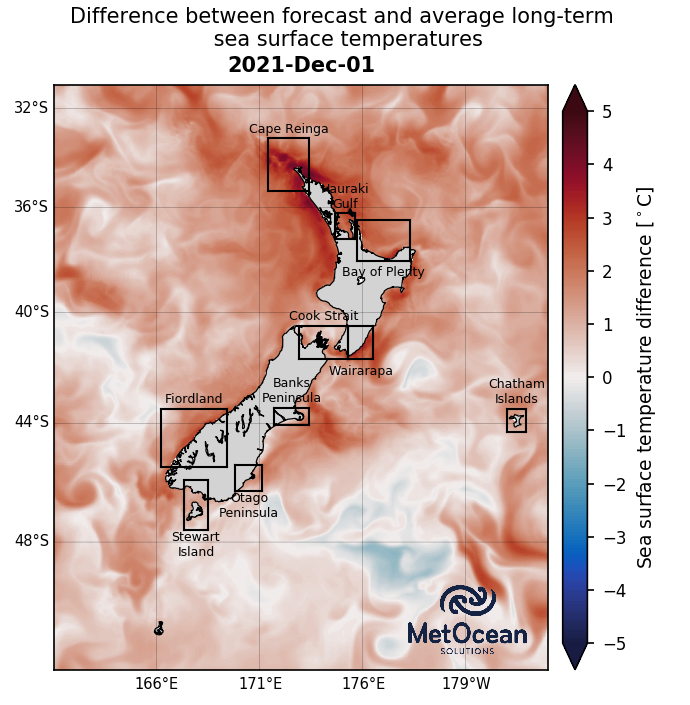 Difference between forecast and average long-term
sea surface temperatures
2021-Dec-01
32°S
36°S
40°S
44°S
48°S
Cape Reinga
Hauraki
Gulf
Bay of Plenty
Cook Strait
Wairarapa
Banks
Peninsula
Fiordland
Chatham
Islands
Otago
Peninsula
Stewart
Island
MetOcean
SOLUTIONS
166°E
171°E
176°E
179°W
5
4
3
2
1
0
−1
−2
−3
−4
−5
Sea surface temperature difference [°C]